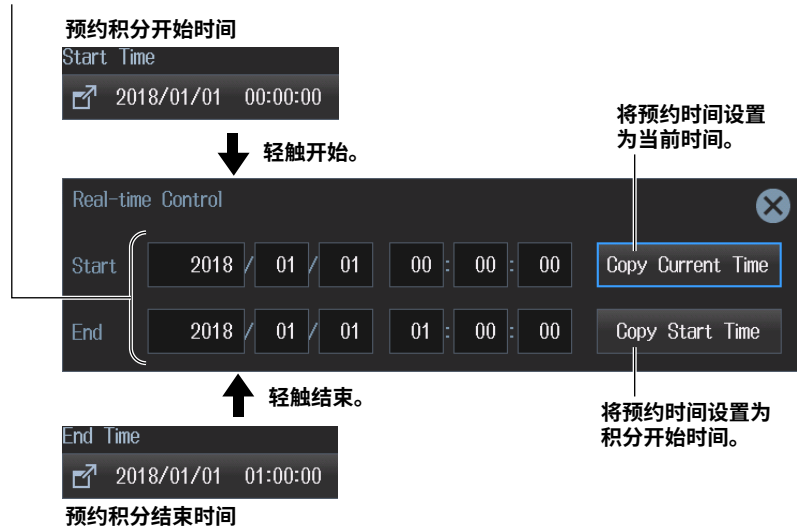 预约积分开始时间
Start Time
2018/01/01 00:00:00
轻触开始。
将预约时间设置
为当前时间。
Real-time Control
Start 2018 / 01 / 01 00 : 00 : 00 Copy Current Time
End 2018 / 01 / 01 01 : 00 : 00 Copy Start Time
轻触结束。
将预约时间设置为
积分开始时间。
End Time
2018/01/01 01:00:00
预约积分结束时间